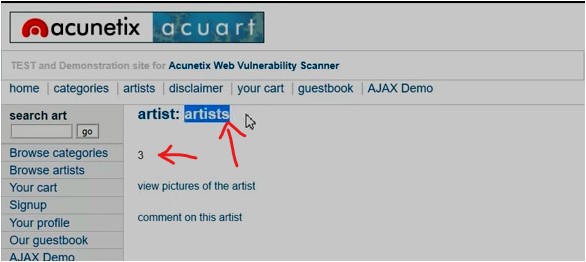 acunetix acuart
TEST and Demonstration site for Acunetix Web Vulnerability Scanner
home | categories | artists | disclaimer | your cart | guestbook | AJAX Demo
search art
go
Browse categories
Browse artists
Your cart
Signup
Your profile
Our guestbook
AJAX Demo
artist: artists
3
view pictures of the artist
comment on this artist